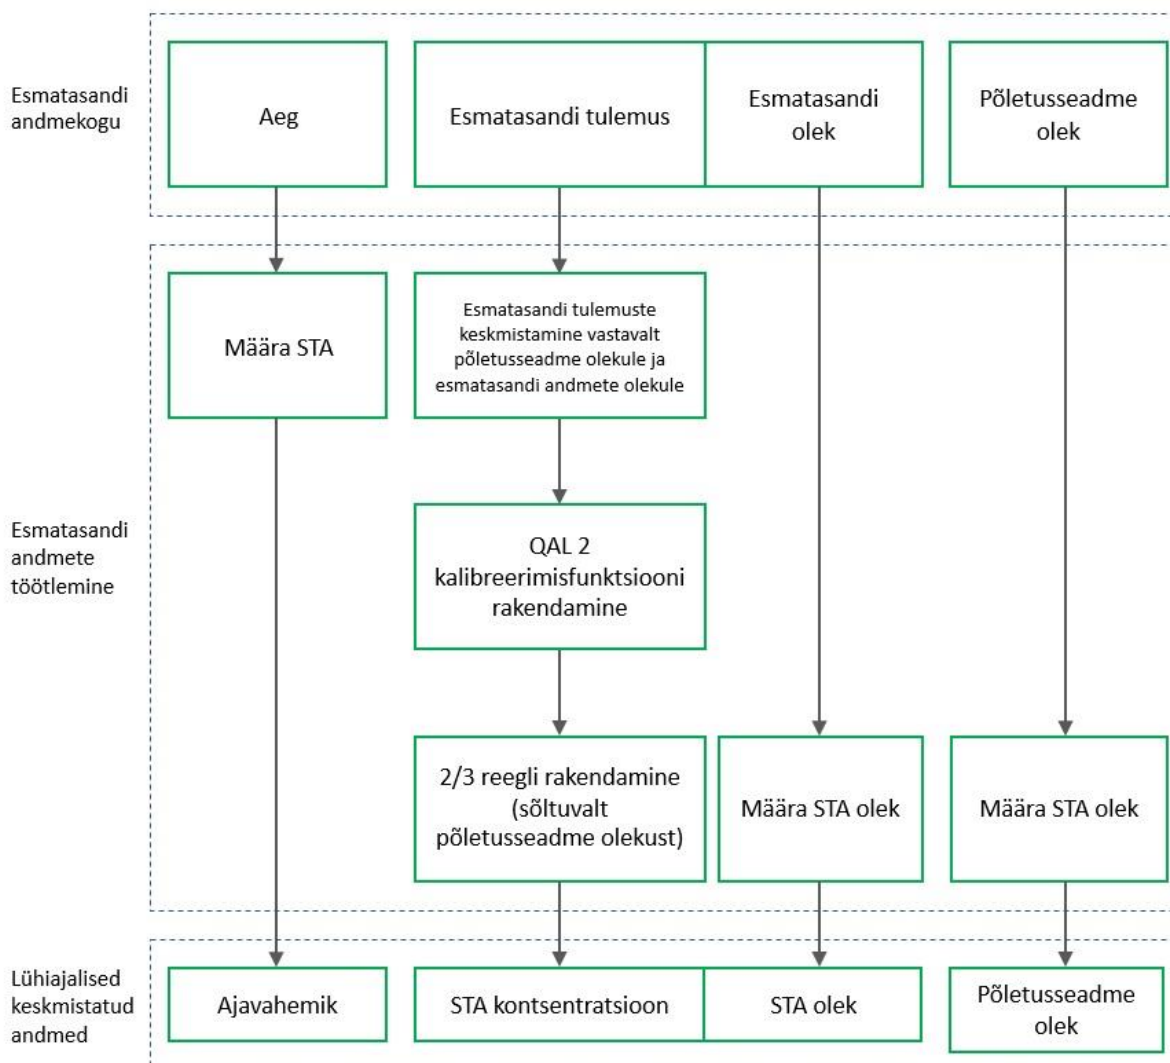 Esmatasandi
andmekogu
Aeg
Esmatasandi tulemus
Esmatasandi
olek
Põletusseadme
olek
Esmatasandi
andmete
töötlemine
Määra STA
Esmatasandi tulemuste
keskmistamine vastavalt
põletusseadme olekule ja
esmatasandi andmete olekule
QAL 2
kalibreerimisfunktsiooni
rakendamine
2/3 reegli rakendamine
(sõltuvalt
põletusseadme olekust)
Määra STA olek
Määra STA olek
Lühiajalised
keskmistatud
andmed
Ajavahemik
STA kontsentratsioon
STA olek
Põletusseadme
olek